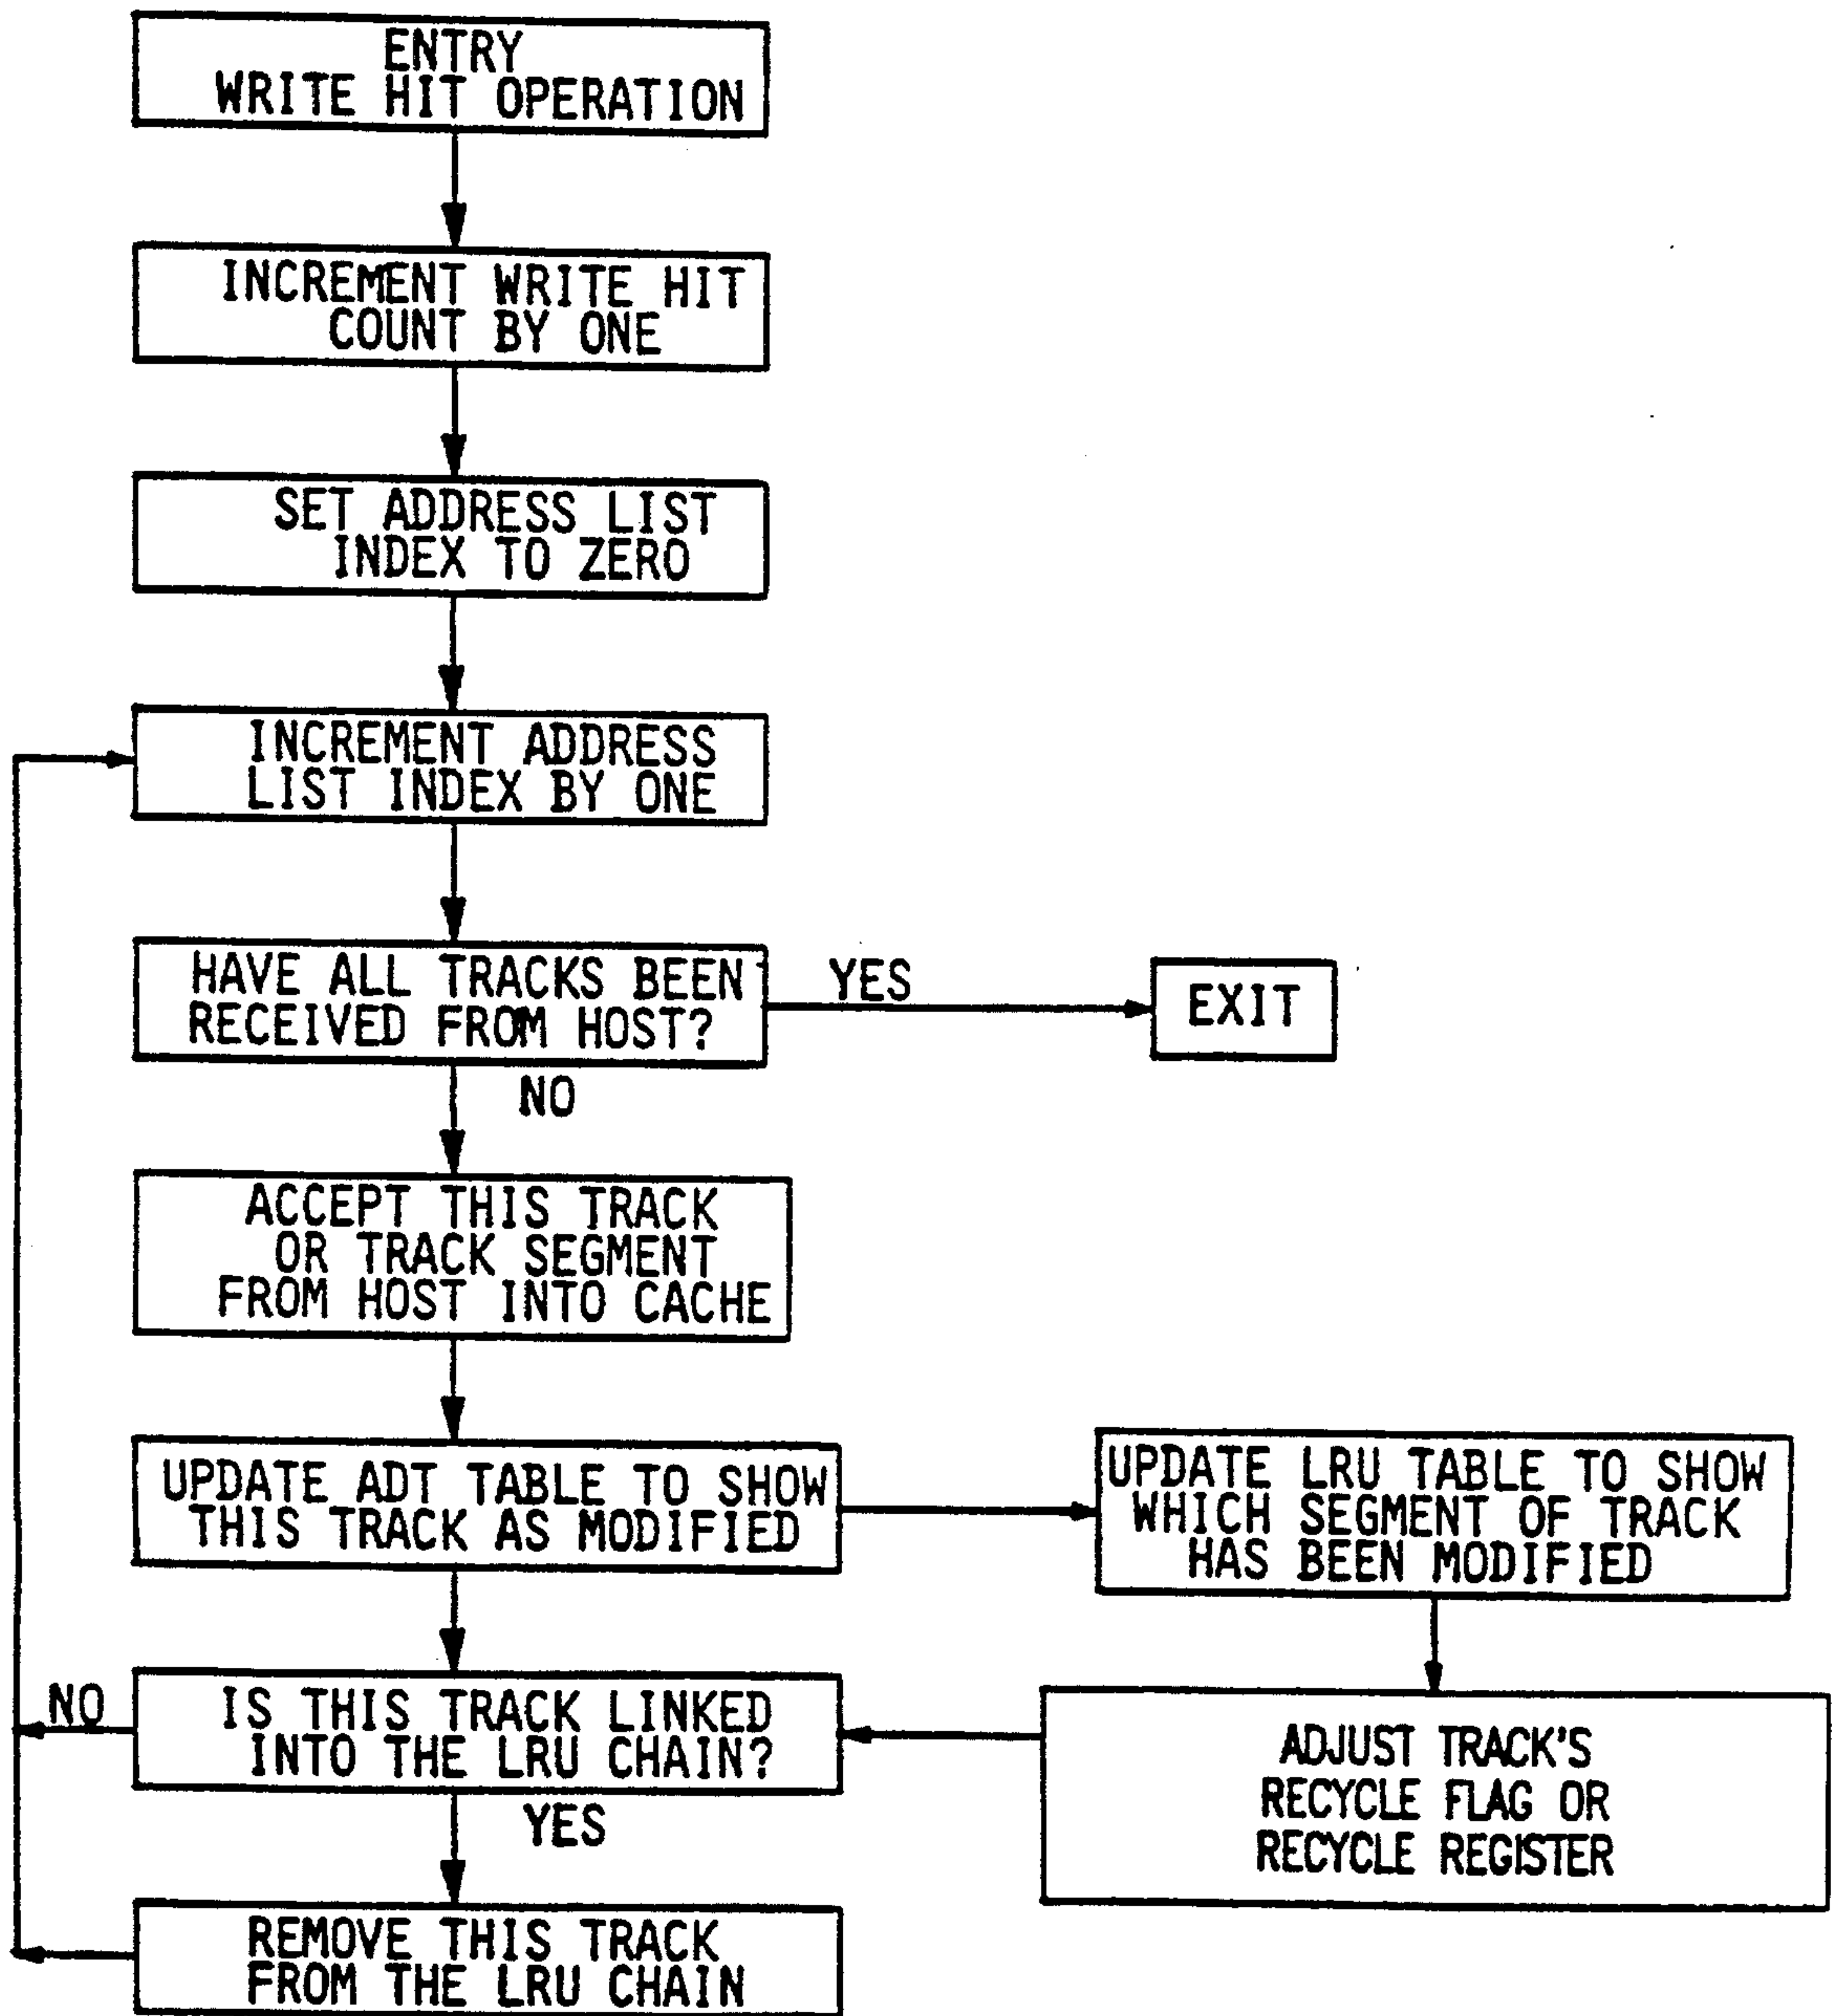 ENTRY
WRITE HIT OPERATION
INCREMENT WRITE HIT
COUNT BY ONE
SET ADDRESS LIST
INDEX TO ZERO
INCREMENT ADDRESS
LIST INDEX BY ONE
HAVE ALL TRACKS BEEN
RECEIVED FROM HOST?
YES
EXIT
NO
ACCEPT THIS TRACK
OR TRACK SEGMENT
FROM HOST INTO CACHE
UPDATE ADT TABLE TO SHOW
THIS TRACK AS MODIFIED
UPDATE LRU TABLE TO SHOW
WHICH SEGMENT OF TRACK
HAS BEEN MODIFIED
NO
IS THIS TRACK LINKED
INTO THE LRU CHAIN?
ADJUST TRACK'S
RECYCLE FLAG OR
RECYCLE REGISTER
YES
REMOVE THIS TRACK
FROM THE LRU CHAIN